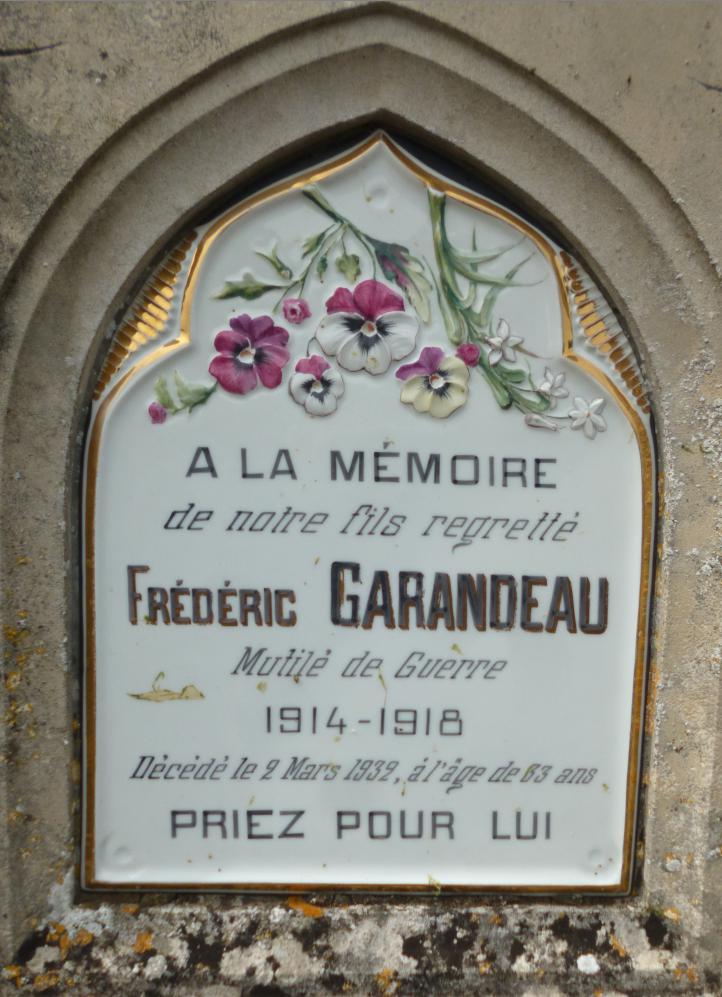 A LA MÉMOIRE
de notre fils regretté
FRÉDÉRIC GARANDEAU
Mutilé de Guerre
1914-1918
Décédé le 2 Mars 1932, à l'âge de 63 ans
PRIEZ POUR LUI